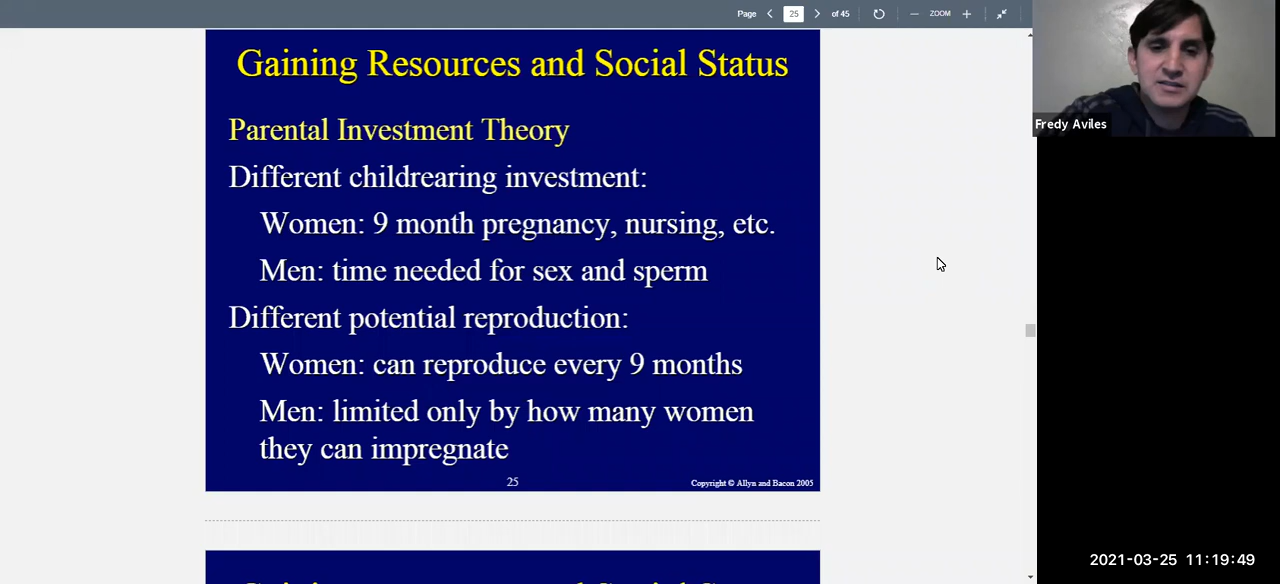 Page 25 of 45 ZOOM
Gaining Resources and Social Status
Parental Investment Theory
Different childrearing investment:
Women: 9 month pregnancy, nursing, etc.
Men: time needed for sex and sperm
Different potential reproduction:
Women: can reproduce every 9 months
Men: limited only by how many women
they can impregnate
25
Copyright © Allyn and Bacon 2005
Fredy Aviles
2021-03-25 11:19:49